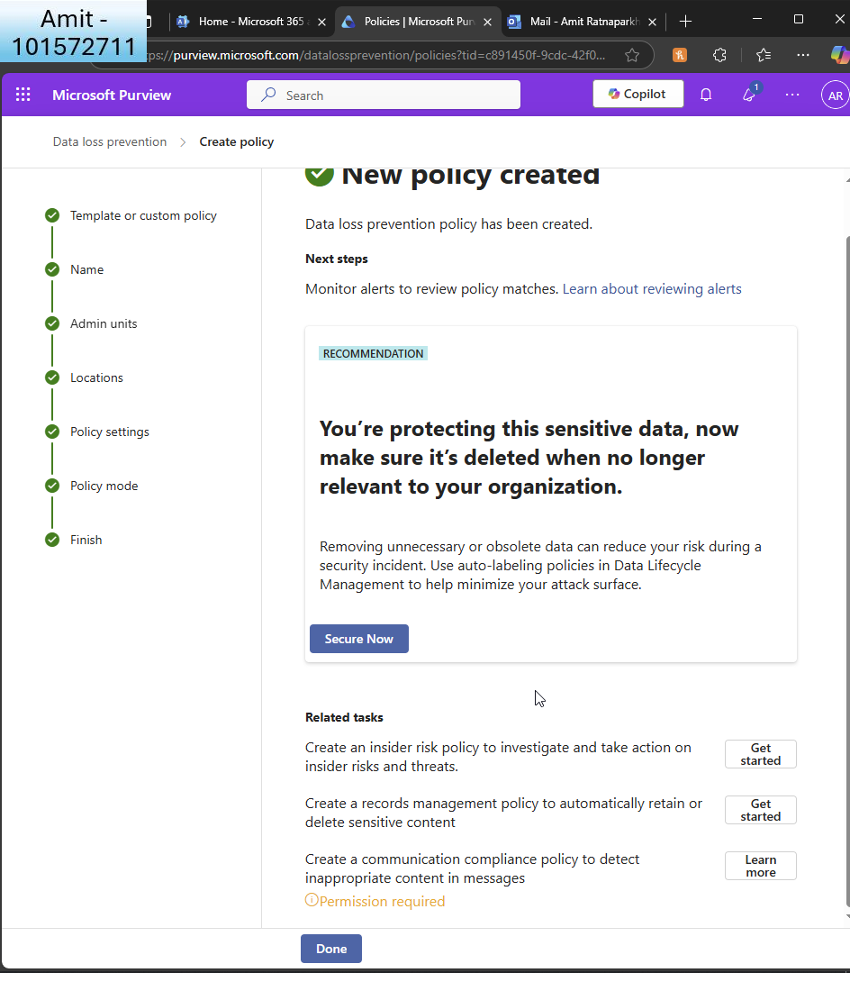 Amit -
101572711
Home - Microsoft 365
Policies | Microsoft Pur
Mail - Amit Ratnaparkh
ps://purview.microsoft.com/datalossprevention/policies?tid=c891450f-9cdc-42f0...
Microsoft Purview
Search
Copilot
1
AR
Data loss prevention > Create policy
New policy created
Template or custom policy
Name
Admin units
Locations
Policy settings
Policy mode
Finish
Data loss prevention policy has been created.
Next steps
Monitor alerts to review policy matches. Learn about reviewing alerts
RECOMMENDATION
You’re protecting this sensitive data, now
make sure it’s deleted when no longer
relevant to your organization.
Removing unnecessary or obsolete data can reduce your risk during a
security incident. Use auto-labeling policies in Data Lifecycle
Management to help minimize your attack surface.
Secure Now
Related tasks
Create an insider risk policy to investigate and take action on
insider risks and threats.
Get
started
Create a records management policy to automatically retain or
delete sensitive content
Get
started
Create a communication compliance policy to detect
inappropriate content in messages
Learn
more
Permission required
Done